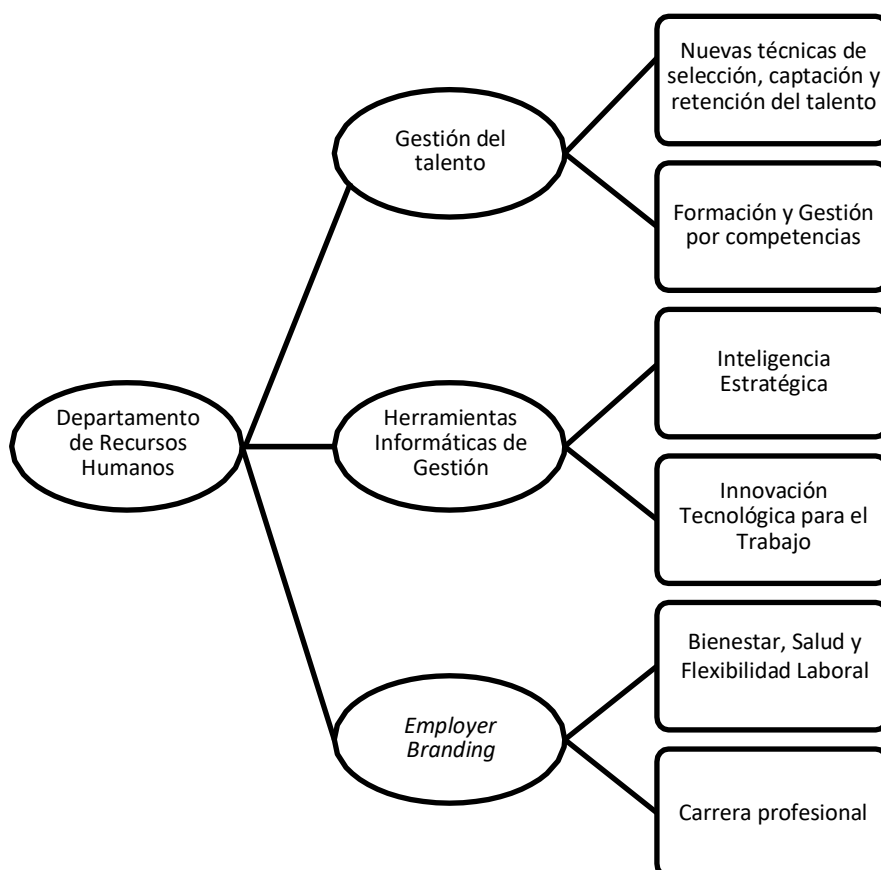 Departamento
de Recursos
Humanos
Gestión del
talento
Nuevas técnicas de
selección, captación y
retención del talento
Formación y Gestión
por competencias
Herramientas
Informáticas de
Gestión
Inteligencia
Estratégica
Innovación
Tecnológica para el
Trabajo
Employer
Branding
Bienestar, Salud y
Flexibilidad Laboral
Carrera profesional